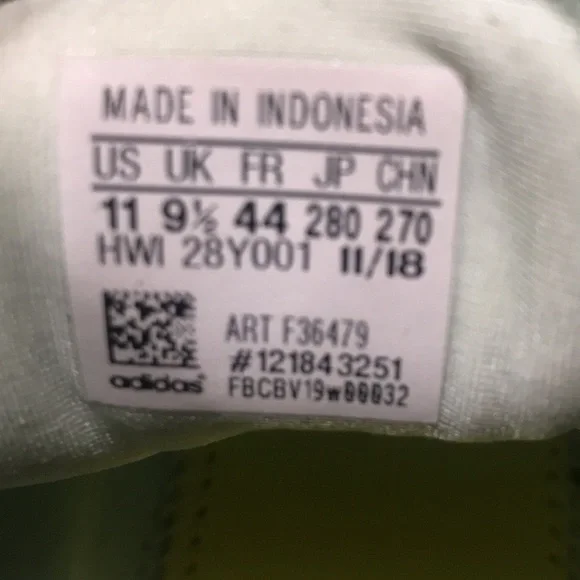 MADE IN INDONESIA
US UK FR JP CHN
11 9½ 44 280 270
HWI 28Y001 11/18
ART F36479
#121843251
adidas FBCBV19w00032